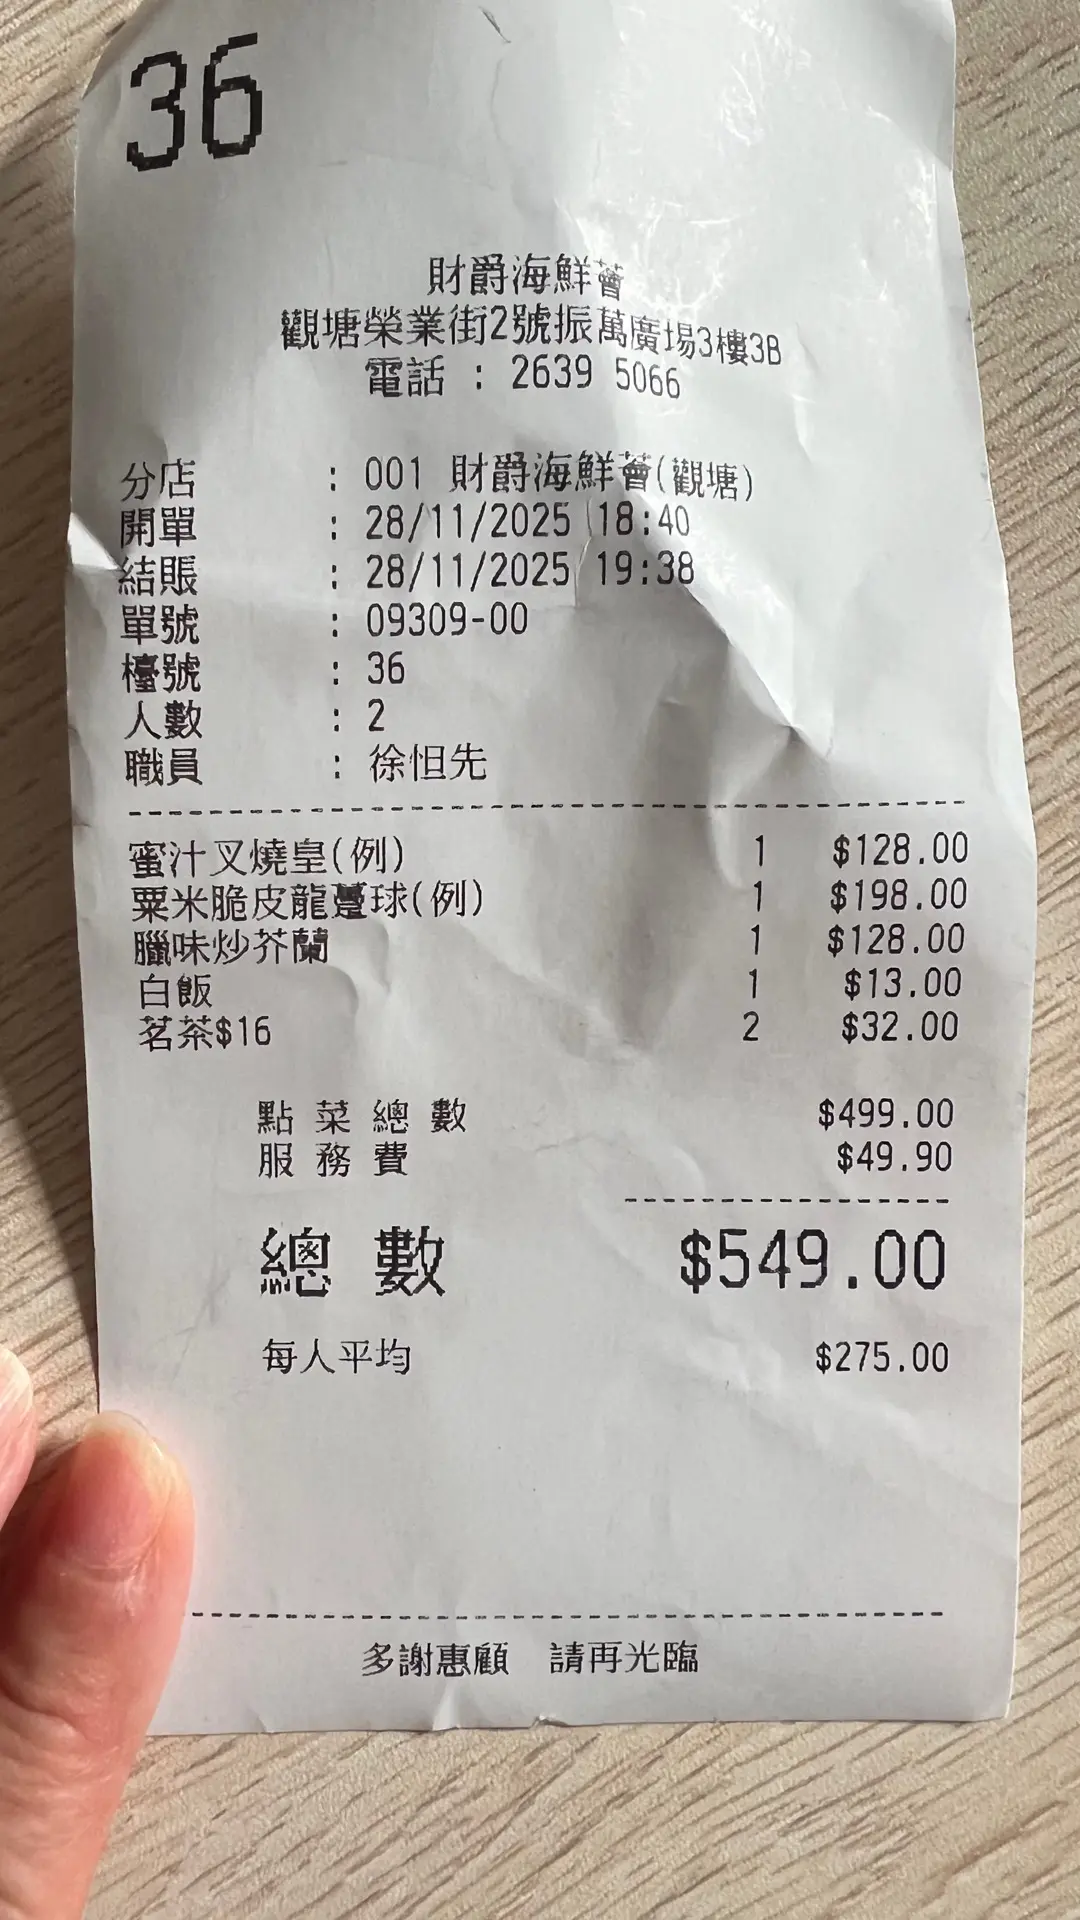 36
財爵海鮮薈
觀塘榮業街2號振萬廣場3樓3B
電話 : 2639 5066
分店 : 001 財爵海鮮薈(觀塘)
開單 : 28/11/2025 18:40
結賬 : 28/11/2025 19:38
單號 : 09309-00
檯號 : 36
人數 : 2
職員 : 徐怛先
蜜汁叉燒皇(例) 1 $128.00
粟米脆皮龍躉球(例) 1 $198.00
臘味炒芥蘭 1 $128.00
白飯 1 $13.00
茗茶$16 2 $32.00
點菜總數 $499.00
服務費 $49.90
總數 $549.00
每人平均 $275.00
多謝惠顧 請再光臨